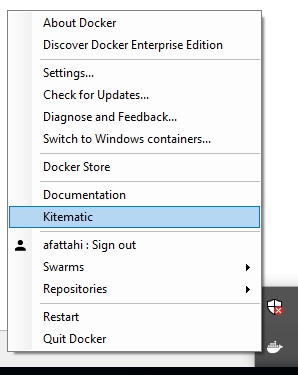 About Docker
Discover Docker Enterprise Edition
Settings...
Check for Updates...
Diagnose and Feedback...
Switch to Windows containers...
Docker Store
Documentation
Kitematic
afattahi : Sign out
Swarms
Repositories
Restart
Quit Docker